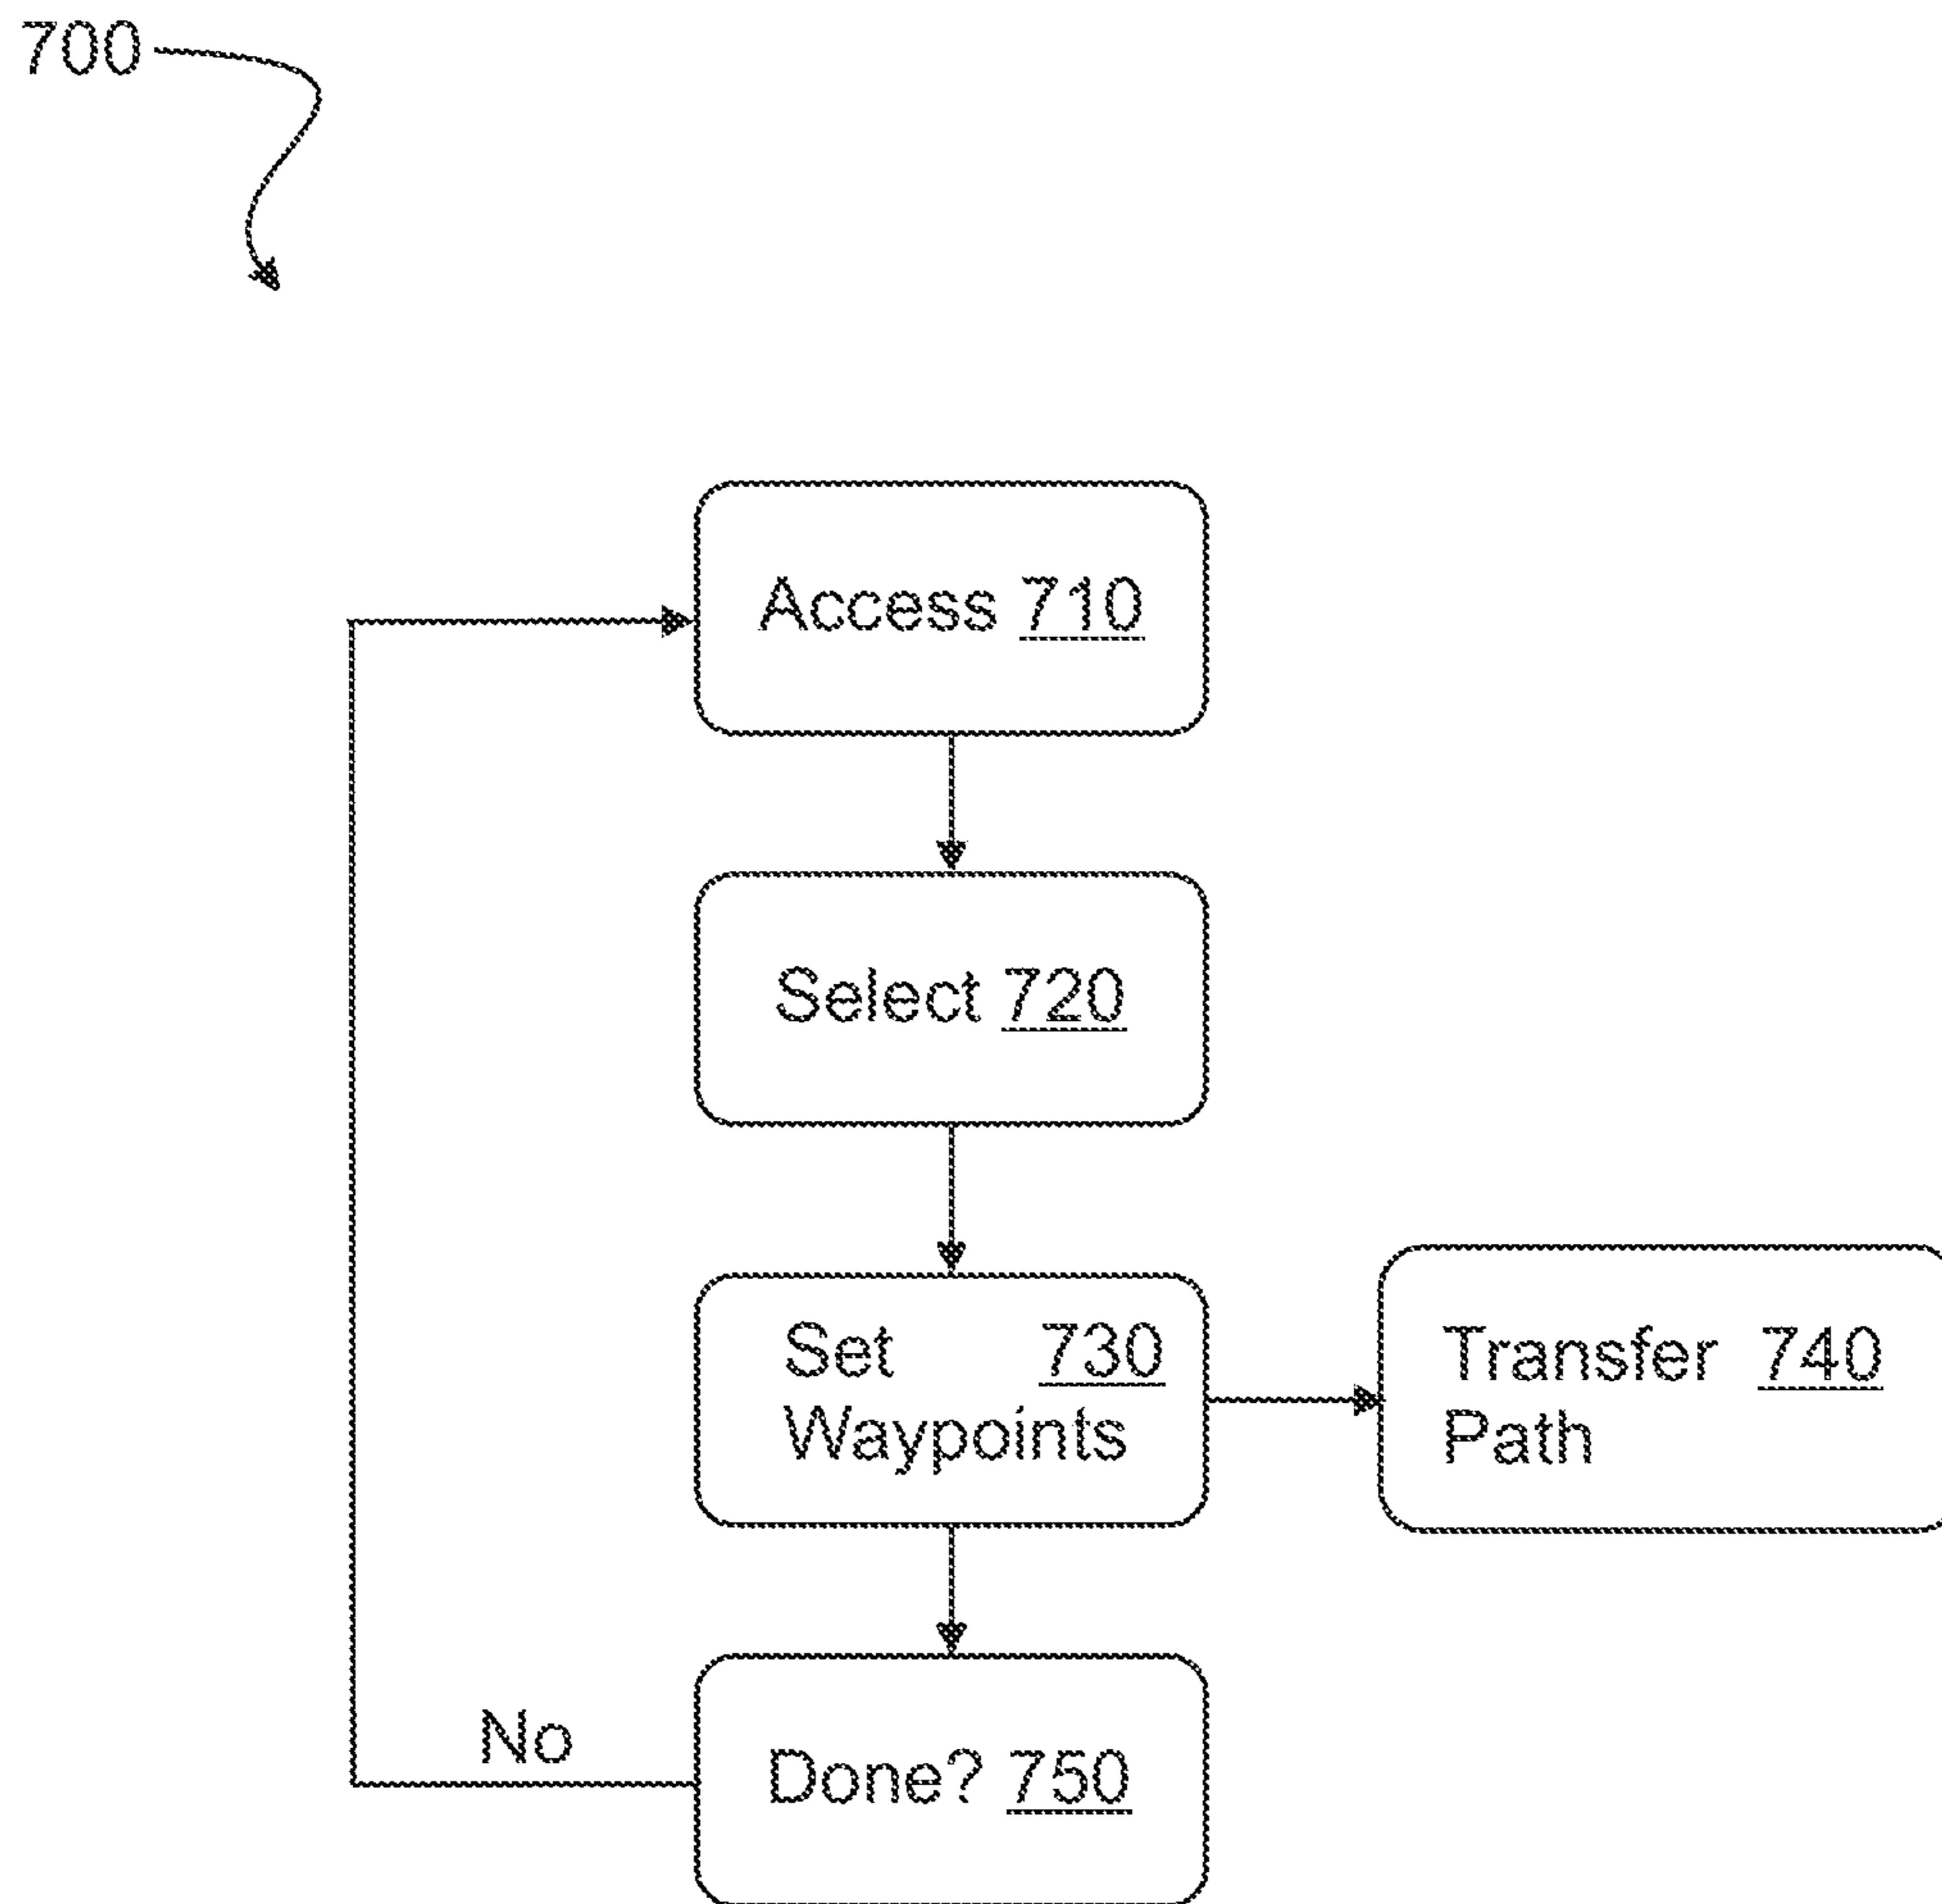 700
Access 710
Select 720
Set 730
Waypoints
Transfer 740
Path
No
Done? 750